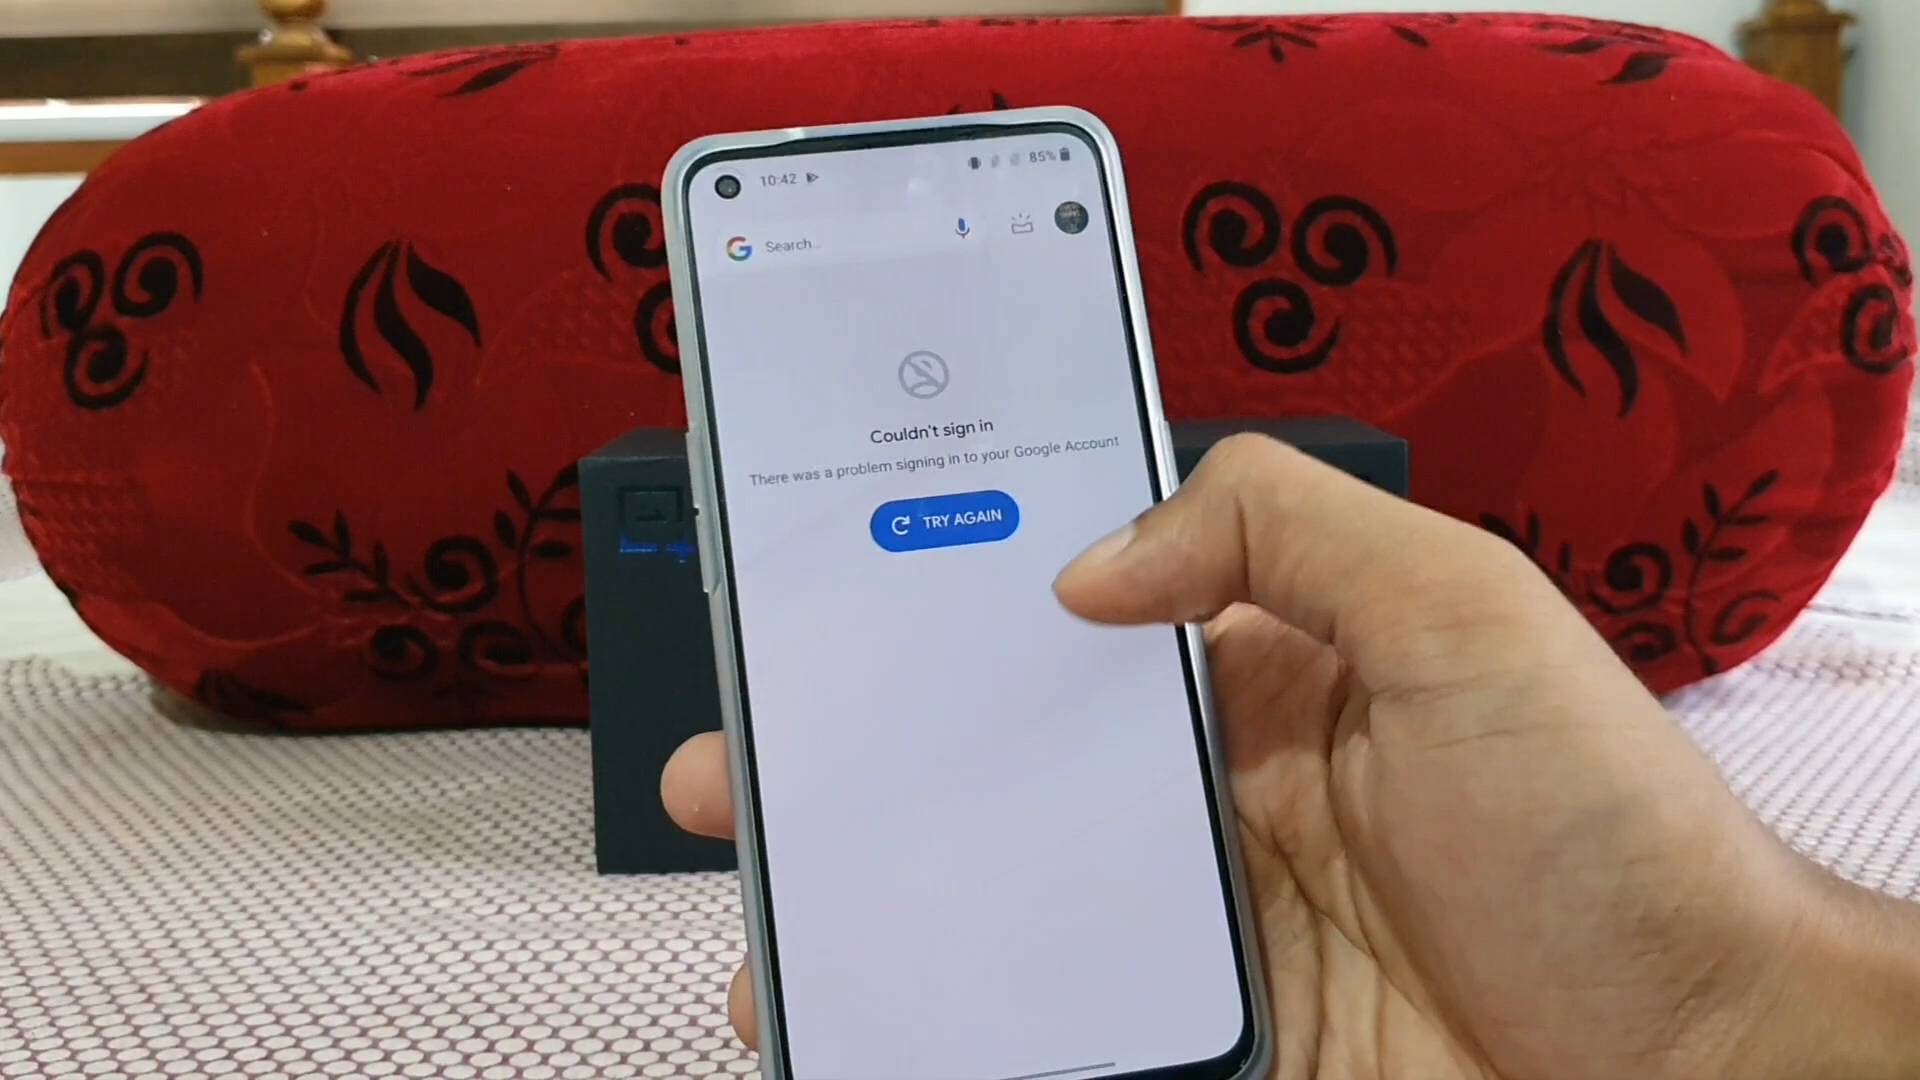 10:42
85%
G Search...
Couldn't sign in
There was a problem signing in to your Google Account
TRY AGAIN